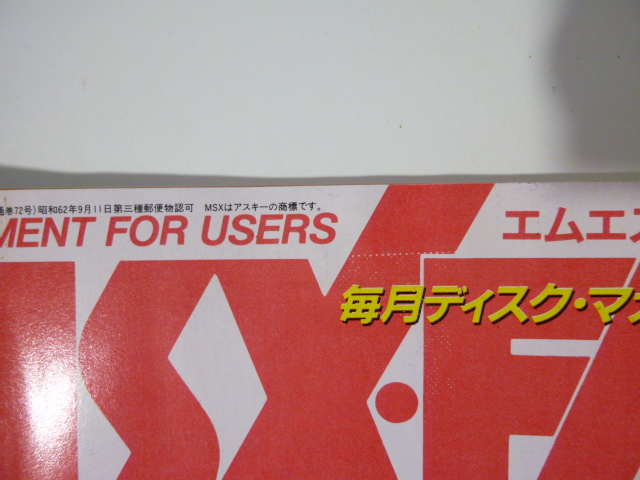 通巻72号)昭和62年9月11日第三種郵便物認可 MSXはアスキーの商標です。
MENT FOR USERS エムエス
SX・F
毎月ディスク・マガ